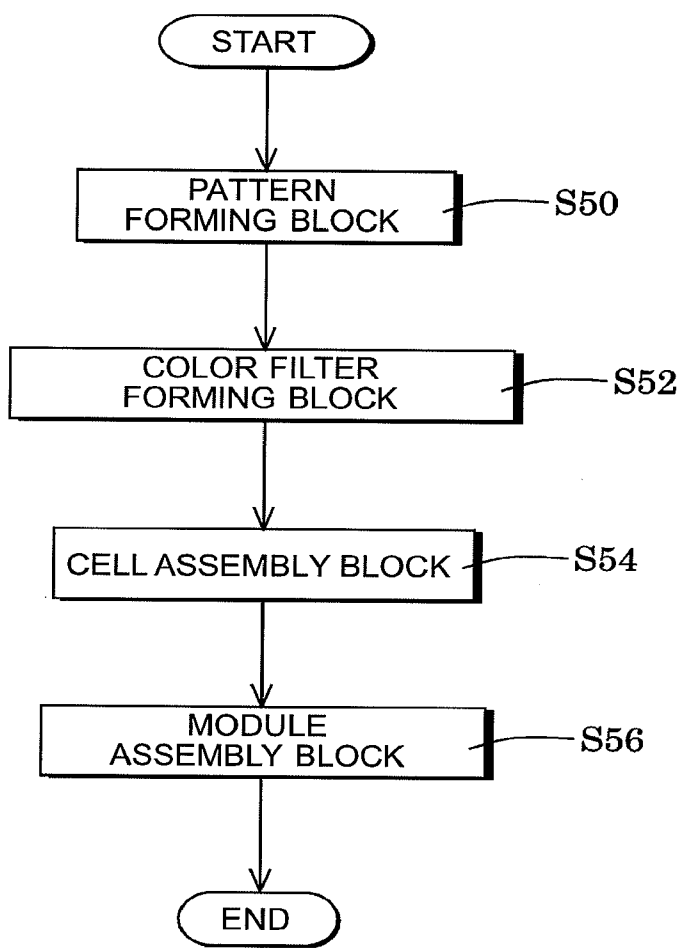 START
PATTERN
FORMING BLOCK
S50
COLOR FILTER
FORMING BLOCK
S52
CELL ASSEMBLY BLOCK
S54
MODULE
ASSEMBLY BLOCK
S56
END